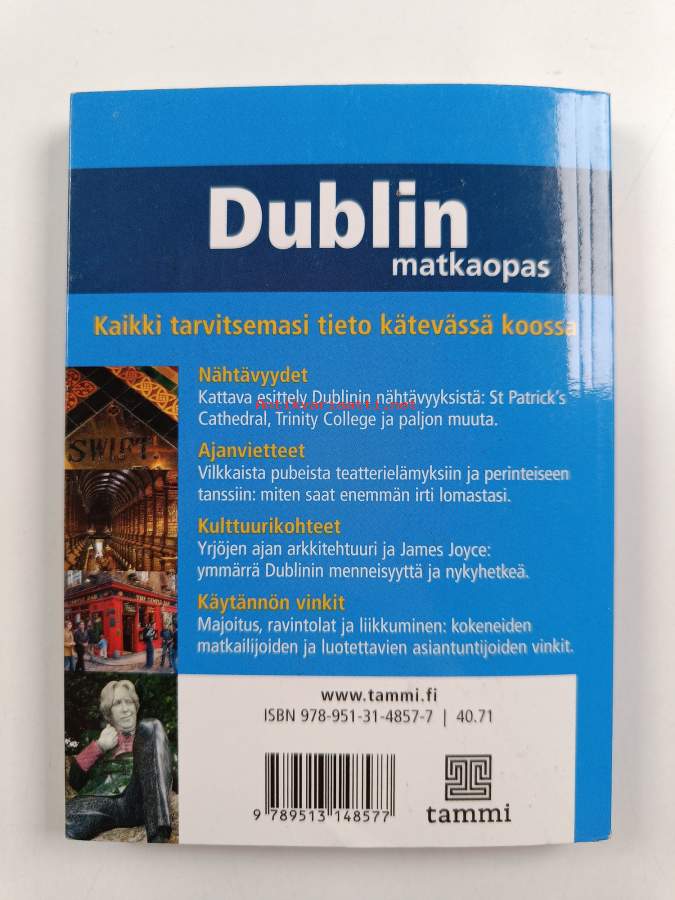 Dublin
matkaopas
Kaikki tarvitsemasi tieto kätevässä koossa
Nähtävyydet
Kattava esittely Dublinin nähtävyyksistä: St Patrick's
Antikvariaatti.net
Cathedral, Trinity College ja paljon muuta.
SWIFT
Ajanvietteet
Vilkkaista pubeista teatterielämyksiin ja perinteiseen
tanssiin: miten saat enemmän irti lomastasi.
Kulttuurikohteet
Yrjöjen ajan arkkitehtuuri ja James Joyce:
ymmärrä Dublinin menneisyyttä ja nykyhetkeä.
Käytännön vinkit
Majoitus, ravintolat ja liikkuminen: kokeneiden
matkailijoiden ja luotettavien asiantuntijoiden vinkit.
www.tammi.fi
ISBN 978-951-31-4857-7 | 40.71
9 789513 148577
tammi